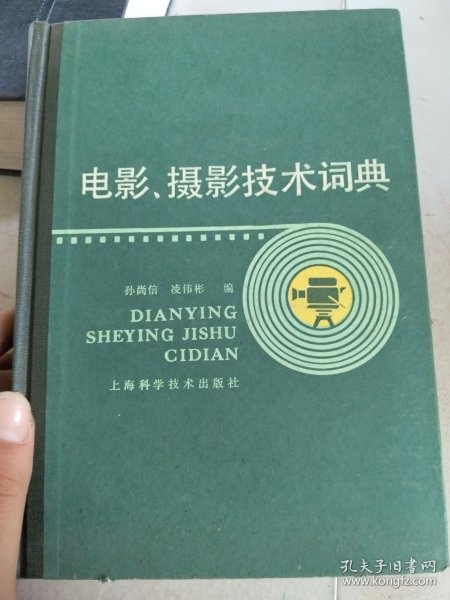 电影、摄影技术词典
孙尚信 凌伟彬 编
DIANYING
SHEYING JISHU
CIDIAN
上海科学技术出版社
孔夫子旧书网
www.kongfz.com